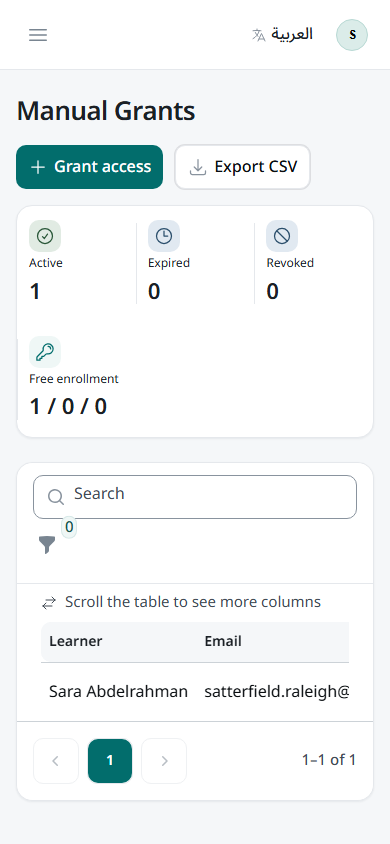 العربية
S
Manual Grants
Grant access
Export CSV
Active
1
Expired
0
Revoked
0
Free enrollment
1 / 0 / 0
Search
0
Scroll the table to see more columns
Learner Email
Sara Abdelrahman satterfield.raleigh@
1
1–1 of 1